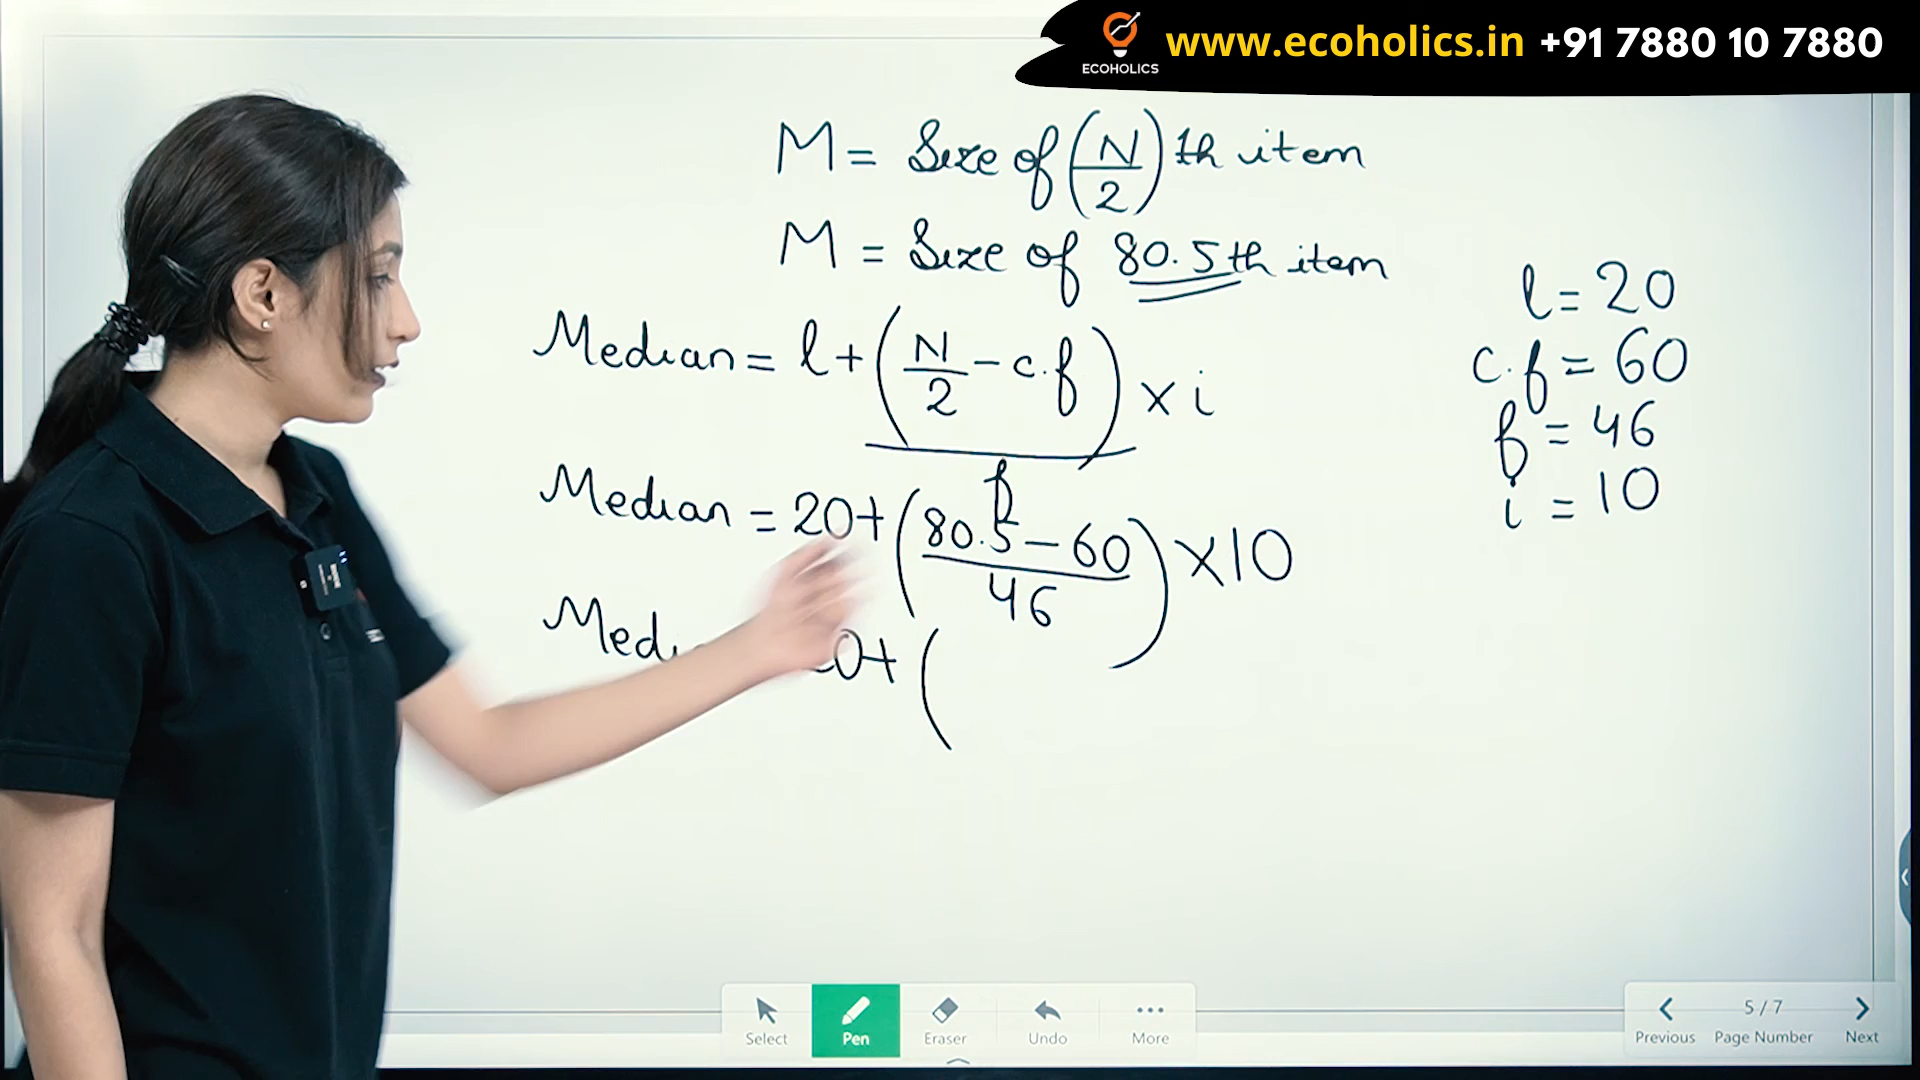 www.ecoholics.in +91 7880 10 7880
ECOHOLICS
M = Size of (N/2) th item
M = Size of 80.5th item
Median = l + (N/2 - c.f) / f × i
Median = 20 + (80.5 - 60 / 46) × 10
20 + (
l = 20
c.f = 60
f = 46
i = 10
Select
Pen
Eraser
Undo
More
Previous
5 / 7
Page Number
Next